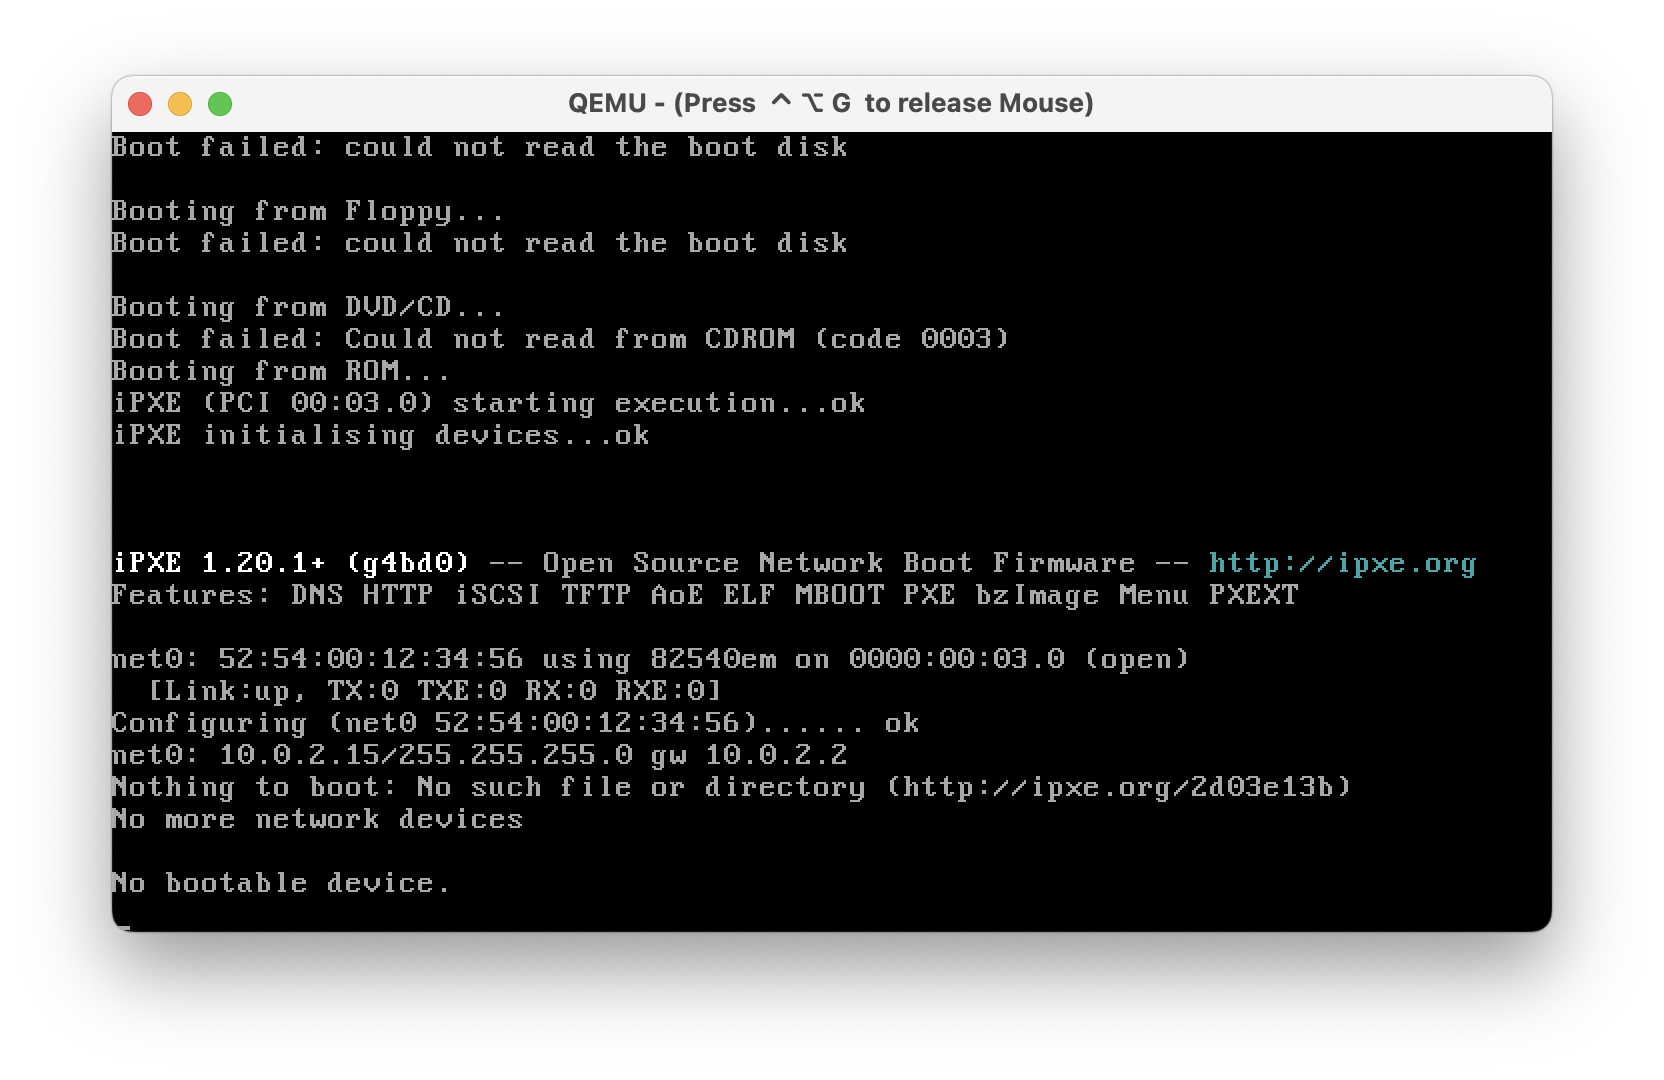 QEMU - (Press ^ ⌥ G to release Mouse)
Boot failed: could not read the boot disk
Booting from Floppy...
Boot failed: could not read the boot disk
Booting from DVD/CD...
Boot failed: Could not read from CDROM (code 0003)
Booting from ROM...
iPXE (PCI 00:03.0) starting execution...ok
iPXE initialising devices...ok
iPXE 1.20.1+ (g4bd0) -- Open Source Network Boot Firmware -- http://ipxe.org
Features: DNS HTTP iSCSI TFTP AoE ELF MBOOT PXE bzImage Menu PXEXT
net0: 52:54:00:12:34:56 using 82540em on 0000:00:03.0 (open)
[Link:up, TX:0 TXE:0 RX:0 RXE:0]
Configuring (net0 52:54:00:12:34:56)...... ok
net0: 10.0.2.15/255.255.255.0 gw 10.0.2.2
Nothing to boot: No such file or directory (http://ipxe.org/2d03e13b)
No more network devices
No bootable device.